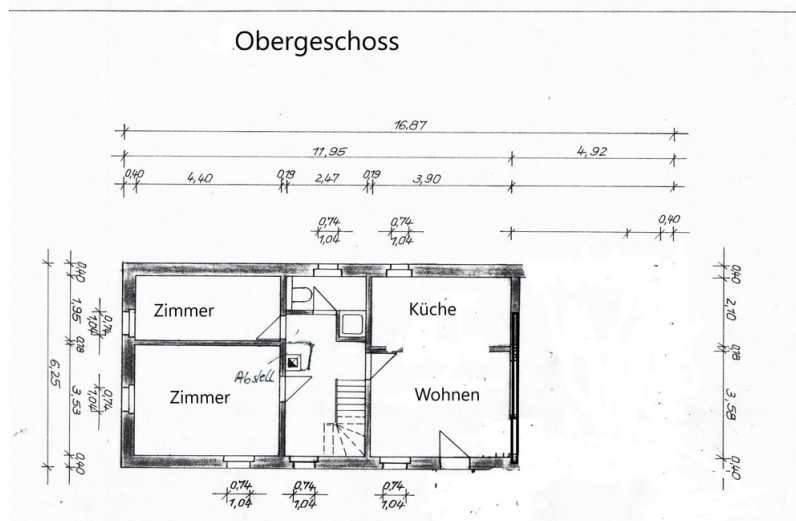 Obergeschoss
16,87
11,95 4,92
0,40 4,40 0,19 2,47 0,19 3,90
0,74 0,74 0,40
1,04 1,04
0,40 0,40
Zimmer Küche
1,95 0,74 2,10
1,04
0,18 0,18
6,25
Abstell
Zimmer Wohnen
3,53 1,04 0,74 3,58
0,40 0,40
0,74 0,74 0,74
1,04 1,04 1,04